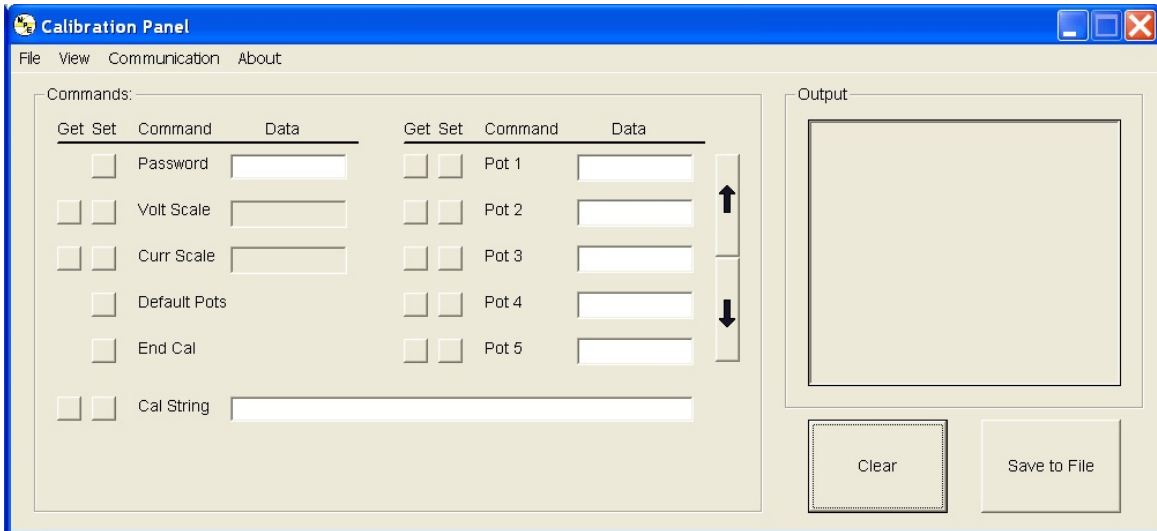 Calibration Panel
File View Communication About
Commands:
Get Set Command Data
Password
Volt Scale
Curr Scale
Default Pots
End Cal
Cal String
Get Set Command Data
Pot 1
Pot 2
Pot 3
Pot 4
Pot 5
Output
Clear
Save to File